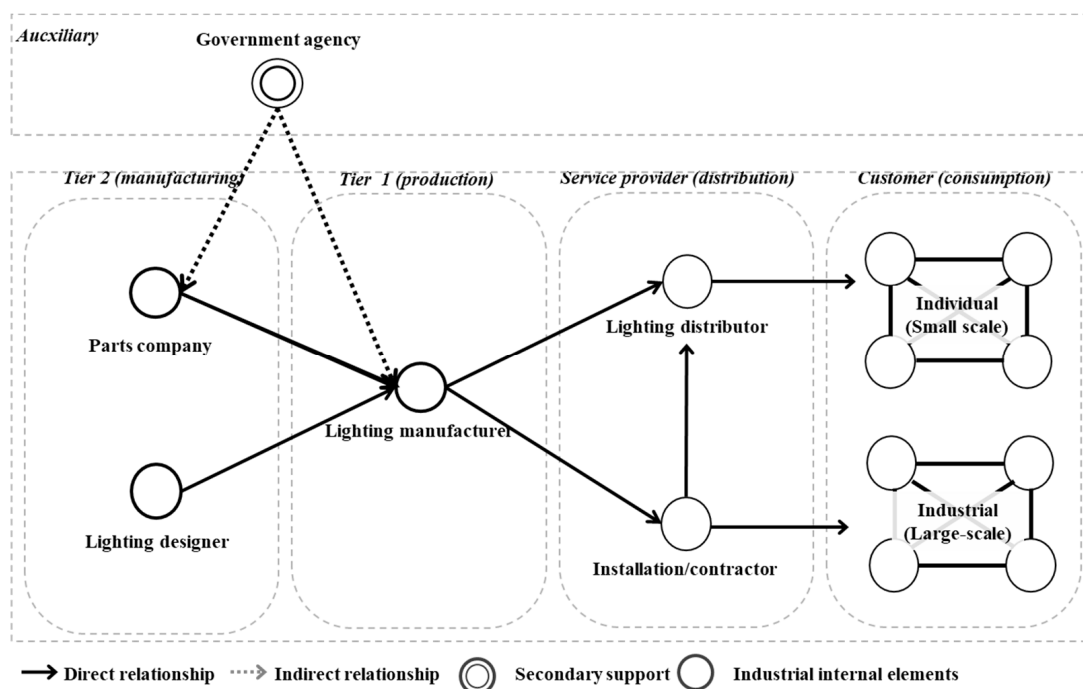 Aucxiliary
Government agency
Tier 2 (manufacturing)
Tier 1 (production)
Service provider (distribution)
Customer (consumption)
Parts company
Lighting designer
Lighting manufacturer
Lighting distributor
Installation/contractor
Individual
(Small scale)
Industrial
(Large-scale)
Direct relationship
Indirect relationship
Secondary support
Industrial internal elements